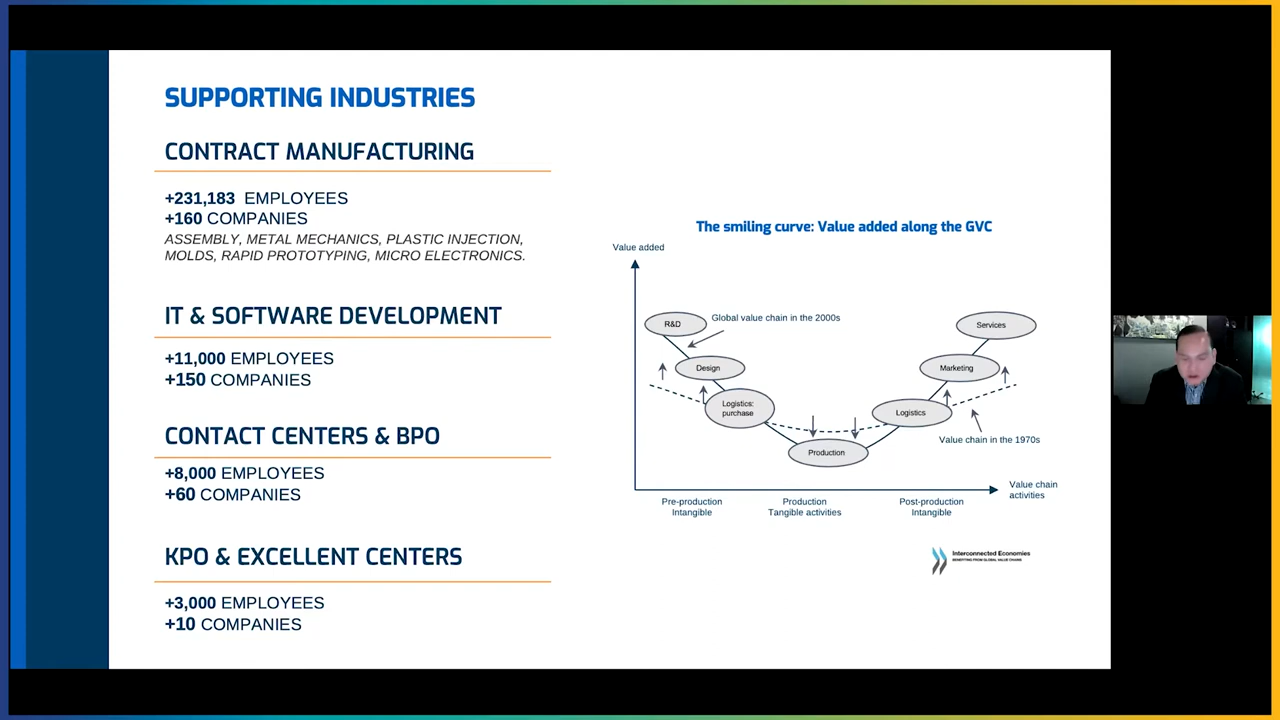 SUPPORTING INDUSTRIES
CONTRACT MANUFACTURING
+231,183 EMPLOYEES
+160 COMPANIES
ASSEMBLY, METAL MECHANICS, PLASTIC INJECTION,
MOLDS, RAPID PROTOTYPING, MICRO ELECTRONICS.
IT & SOFTWARE DEVELOPMENT
+11,000 EMPLOYEES
+150 COMPANIES
CONTACT CENTERS & BPO
+8,000 EMPLOYEES
+60 COMPANIES
KPO & EXCELLENT CENTERS
+3,000 EMPLOYEES
+10 COMPANIES
The smiling curve: Value added along the GVC
Value added
R&D
Global value chain in the 2000s
Services
Design
Marketing
Logistics:
purchase
Logistics
Value chain in the 1970s
Production
Value chain
activities
Pre-production
Intangible
Production
Tangible activities
Post-production
Intangible
Interconnected Economies
BENEFITTING FROM GLOBAL VALUE CHAINS